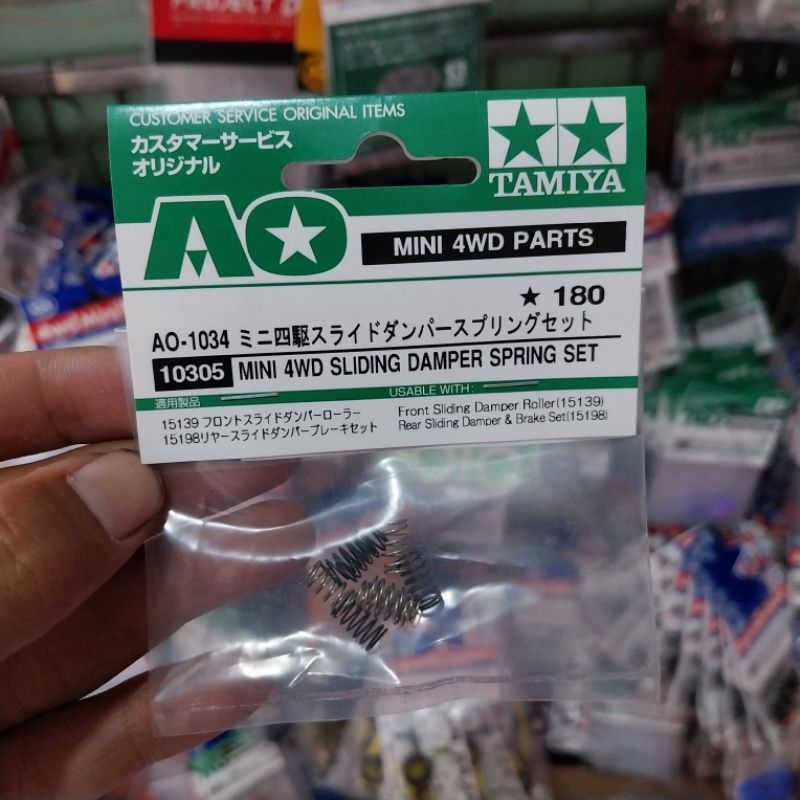 PROJECT D
CUSTOMER SERVICE ORIGINAL ITEMS
カスタマーサービス
オリジナル
TAMIYA
AO
MINI 4WD PARTS
★ 180
AO-1034 ミニ四駆スライドダンパースプリングセット
10305 MINI 4WD SLIDING DAMPER SPRING SET
適用製品
USABLE WITH:
15139 フロントスライドダンパーローラー
15198リヤースライドダンパーブレーキセット
Front Sliding Damper Roller(15139)
Rear Sliding Damper & Brake Set(15198)